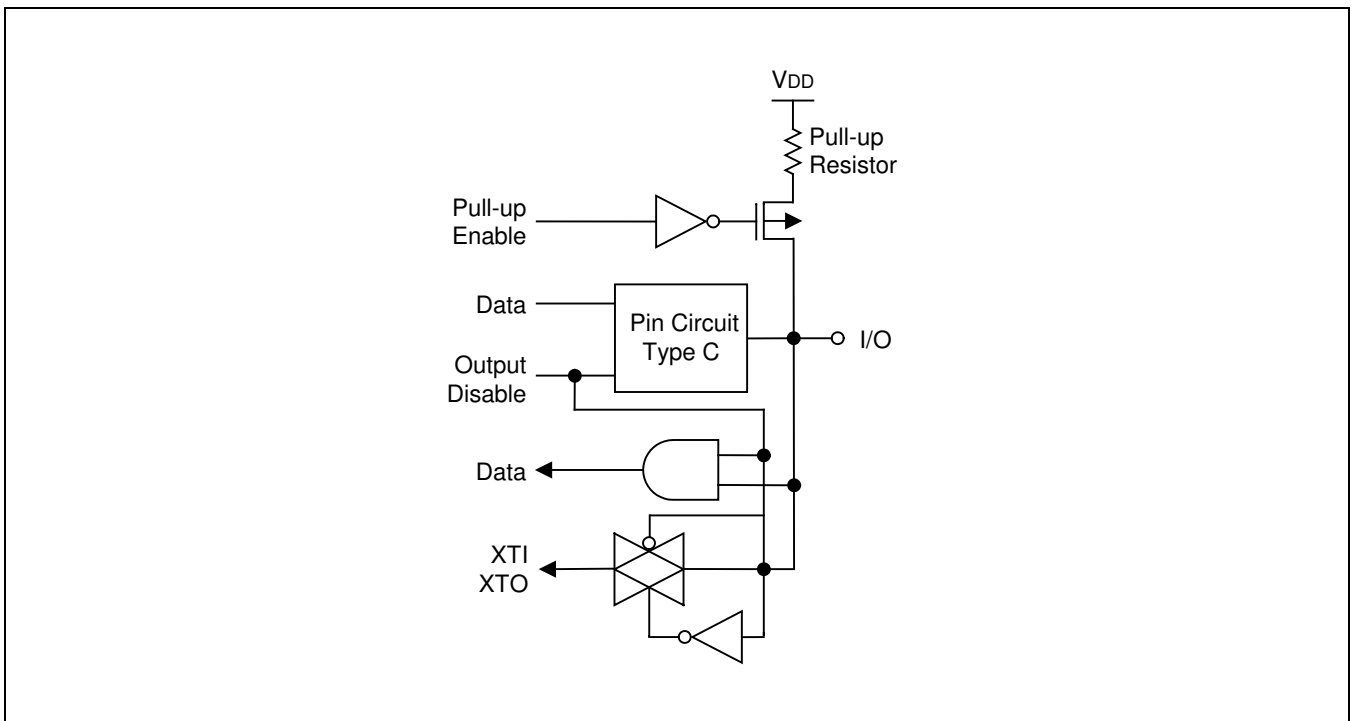 VDD
Pull-up
Resistor
Pull-up
Enable
Data
Pin Circuit
Type C
I/O
Output
Disable
Data
XTI
XTO